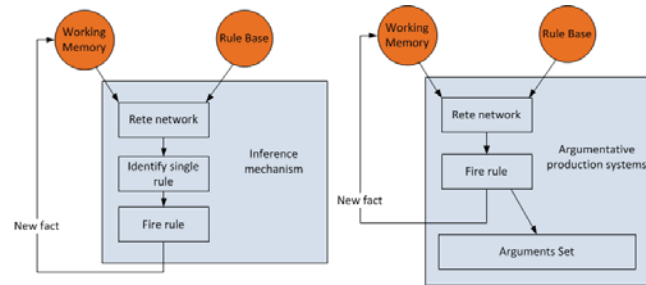 Working
Memory
Rule Base
Rete network
Identify single
rule
Fire rule
Inference
mechanism
New fact
Working
Memory
Rule Base
Rete network
Fire rule
Argumentative
production systems
New fact
Arguments Set